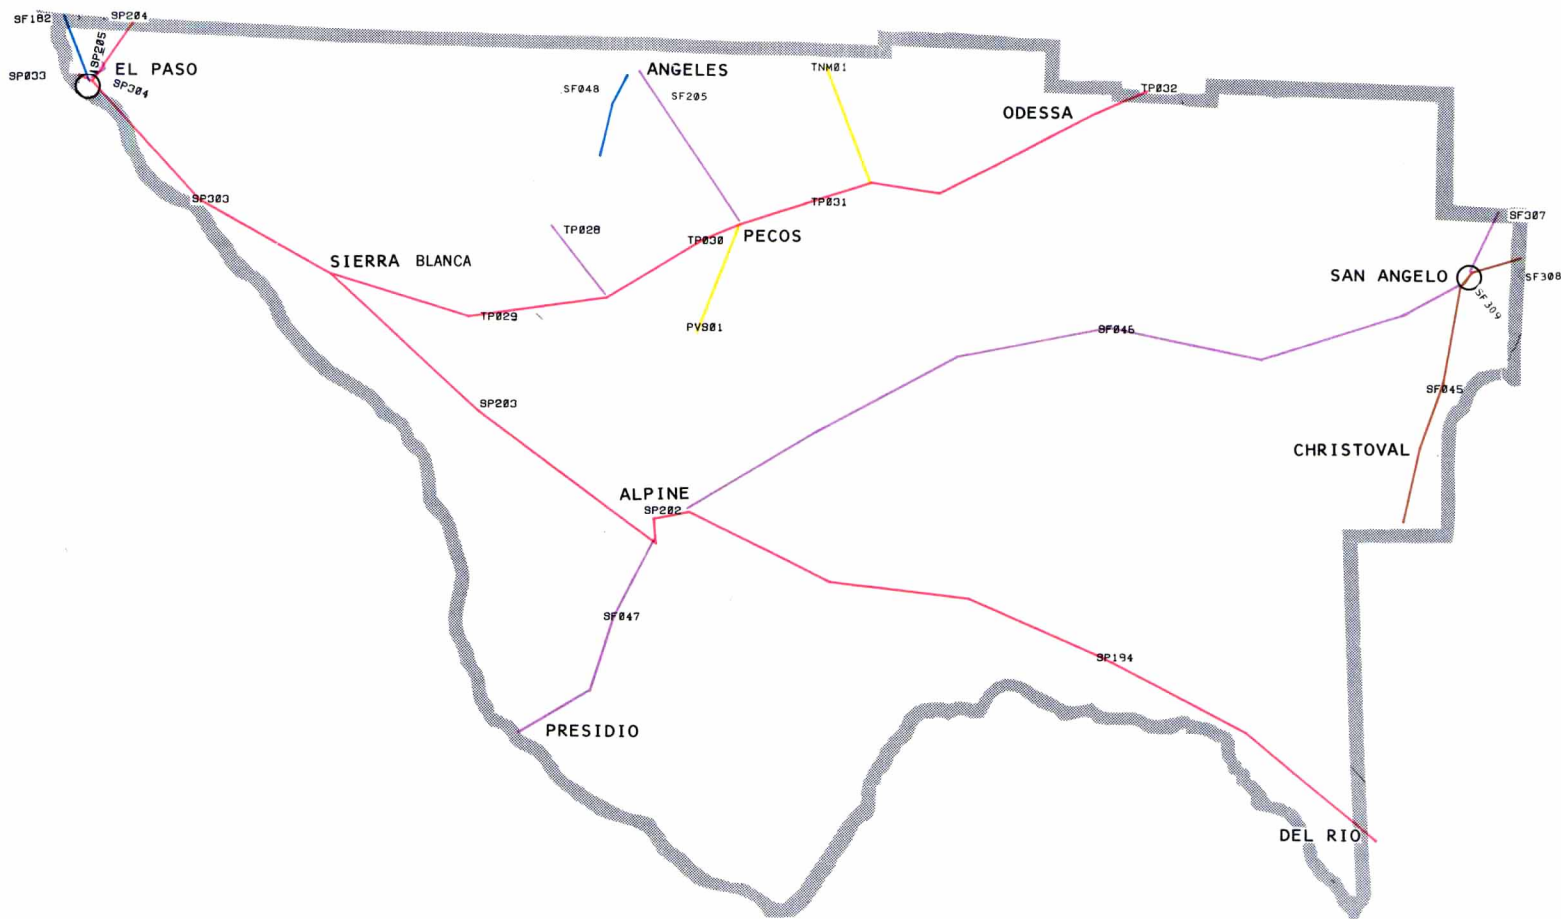 SF182
SP204
SP205
SP033
EL PASO
SP304
ANGELES
TNM01
SF048
SF205
TP032
ODESSA
SP303
TP031
SF307
TP028
TP030
PECOS
SIERRA BLANCA
SAN ANGELO
SF308
SF309
TP029
PVS01
SF046
SF045
SP203
CHRISTOVAL
ALPINE
SP202
SF047
SP194
PRESIDIO
DEL RIO